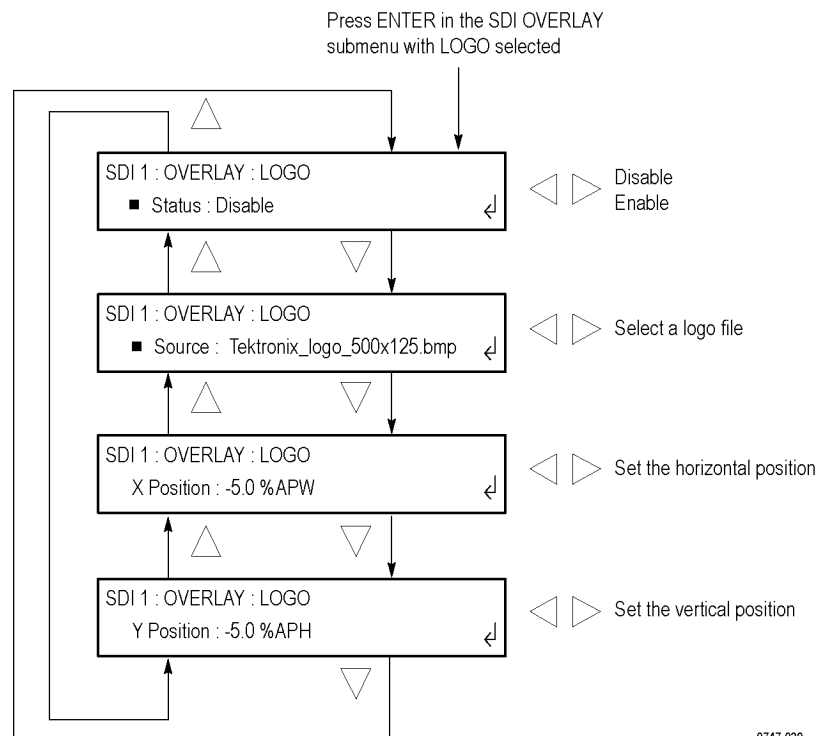 Press ENTER in the SDI OVERLAY
submenu with LOGO selected
SDI 1 : OVERLAY : LOGO
■ Status : Disable
Disable
Enable
SDI 1 : OVERLAY : LOGO
■ Source : Tektronix_logo_500x125.bmp
Select a logo file
SDI 1 : OVERLAY : LOGO
X Position : -5.0 %APW
Set the horizontal position
SDI 1 : OVERLAY : LOGO
Y Position : -5.0 %APH
Set the vertical position